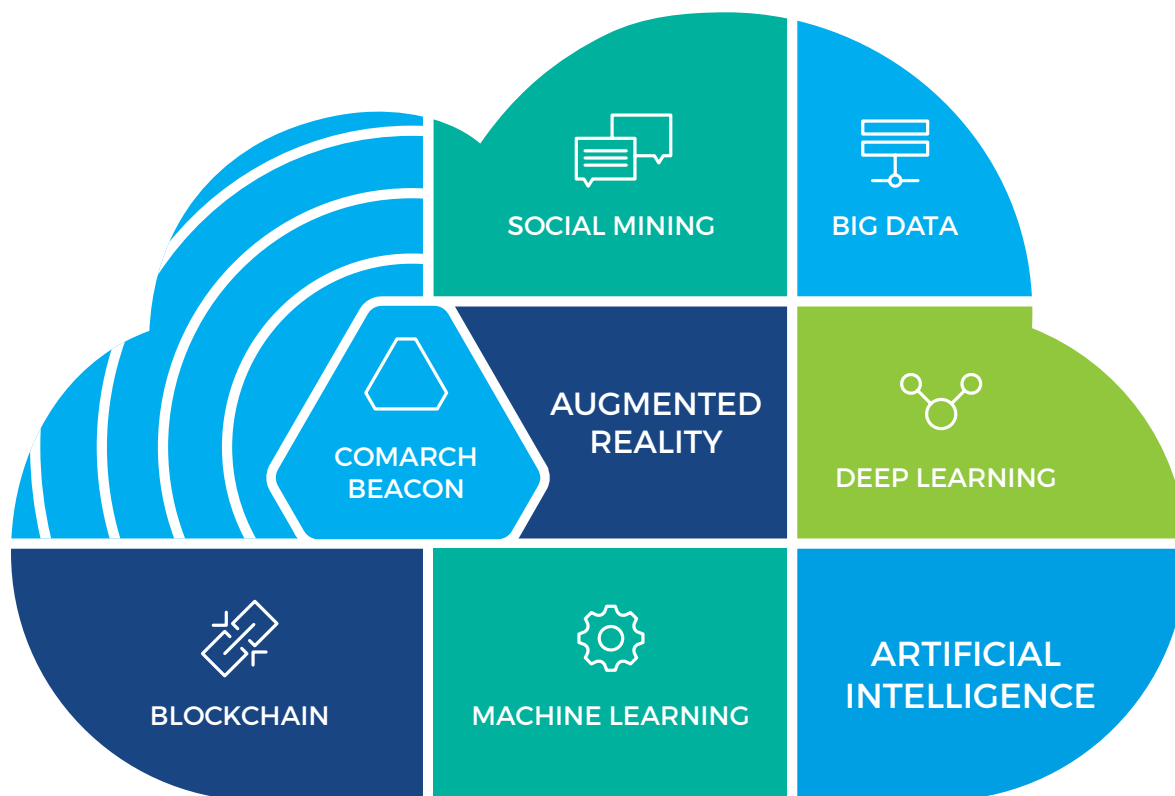 SOCIAL MINING
BIG DATA
COMARCH
BEACON
AUGMENTED
REALITY
DEEP LEARNING
BLOCKCHAIN
MACHINE LEARNING
ARTIFICIAL
INTELLIGENCE